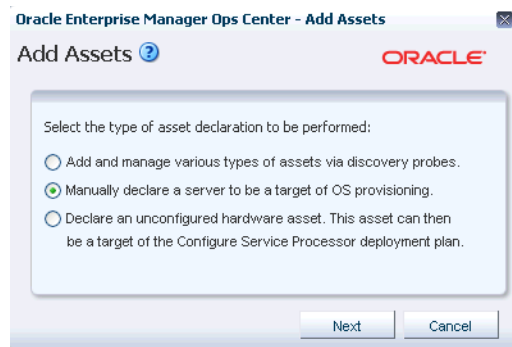 Oracle Enterprise Manager Ops Center - Add Assets
Add Assets ?
ORACLE
Select the type of asset declaration to be performed:
Add and manage various types of assets via discovery probes.
Manually declare a server to be a target of OS provisioning.
Declare an unconfigured hardware asset. This asset can then
be a target of the Configure Service Processor deployment plan.
Next Cancel